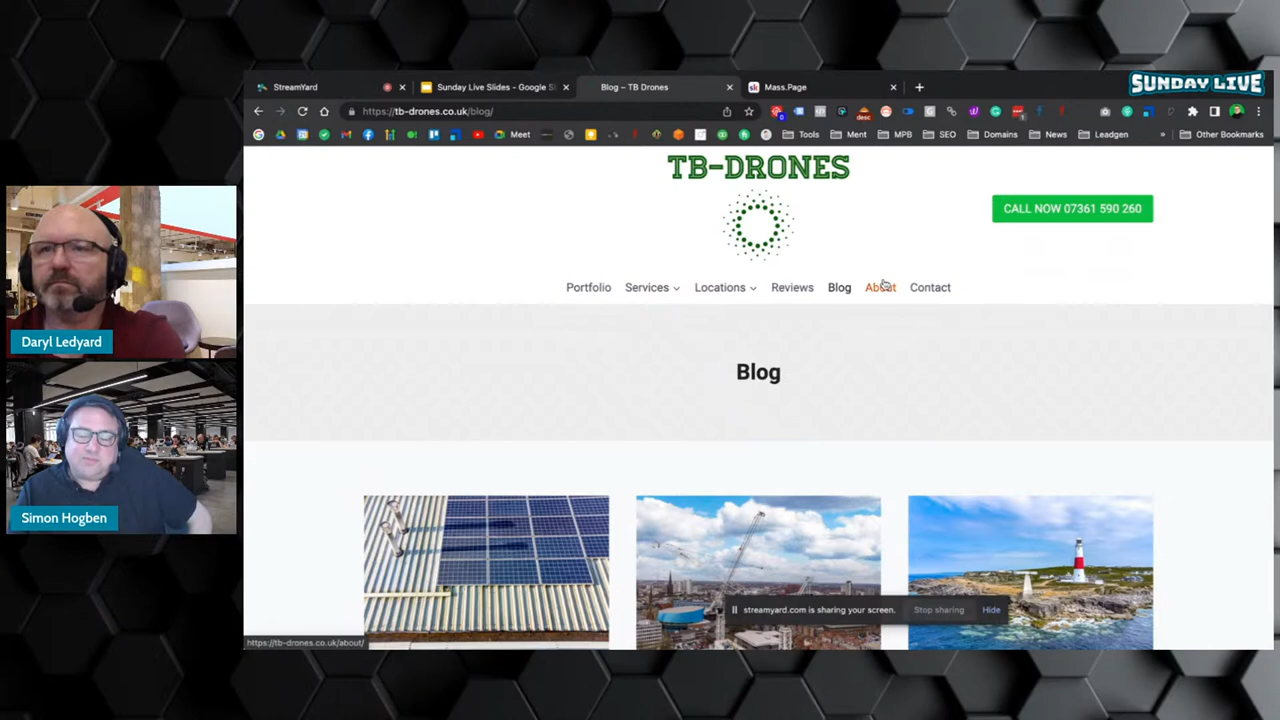 SUNDAY LIVE
StreamYard
Sunday Live Slides - Google S
Blog – TB Drones
Mass.Page
https://tb-drones.co.uk/blog/
Meet
Tools
Ment
MPB
SEO
Domains
News
Leadgen
Other Bookmarks
TB-DRONES
CALL NOW 07361 590 260
Portfolio
Services
Locations
Reviews
Blog
About
Contact
Blog
Daryl Ledyard
Simon Hogben
streamyard.com is sharing your screen.
Stop sharing
Hide
https://tb-drones.co.uk/about/